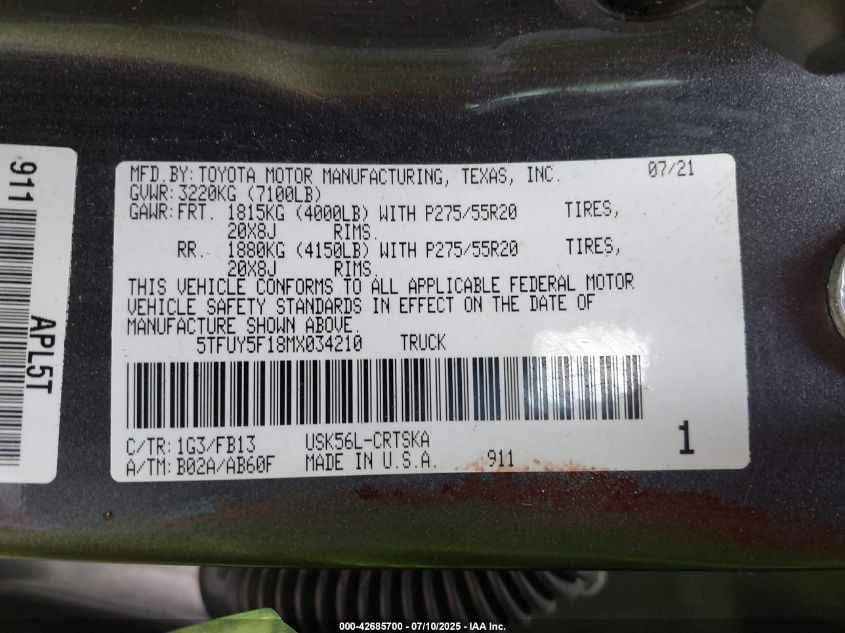 911
APL5T
MFD.BY:TOYOTA MOTOR MANUFACTURING, TEXAS, INC. 07/21
GVWR:3220KG (7100LB)
GAWR:FRT. 1815KG (4000LB) WITH P275/55R20 TIRES,
20X8J RIMS.
RR. 1880KG (4150LB) WITH P275/55R20 TIRES,
20X8J RIMS.
THIS VEHICLE CONFORMS TO ALL APPLICABLE FEDERAL MOTOR
VEHICLE SAFETY STANDARDS IN EFFECT ON THE DATE OF
MANUFACTURE SHOWN ABOVE.
5TFUY5F18MX034210 TRUCK
C/TR:1G3/FB13 USK56L-CRTSKA
A/TM:B02A/AB60F MADE IN U.S.A. 911
1
000-42685700 - 07/10/2025 - IAA Inc.